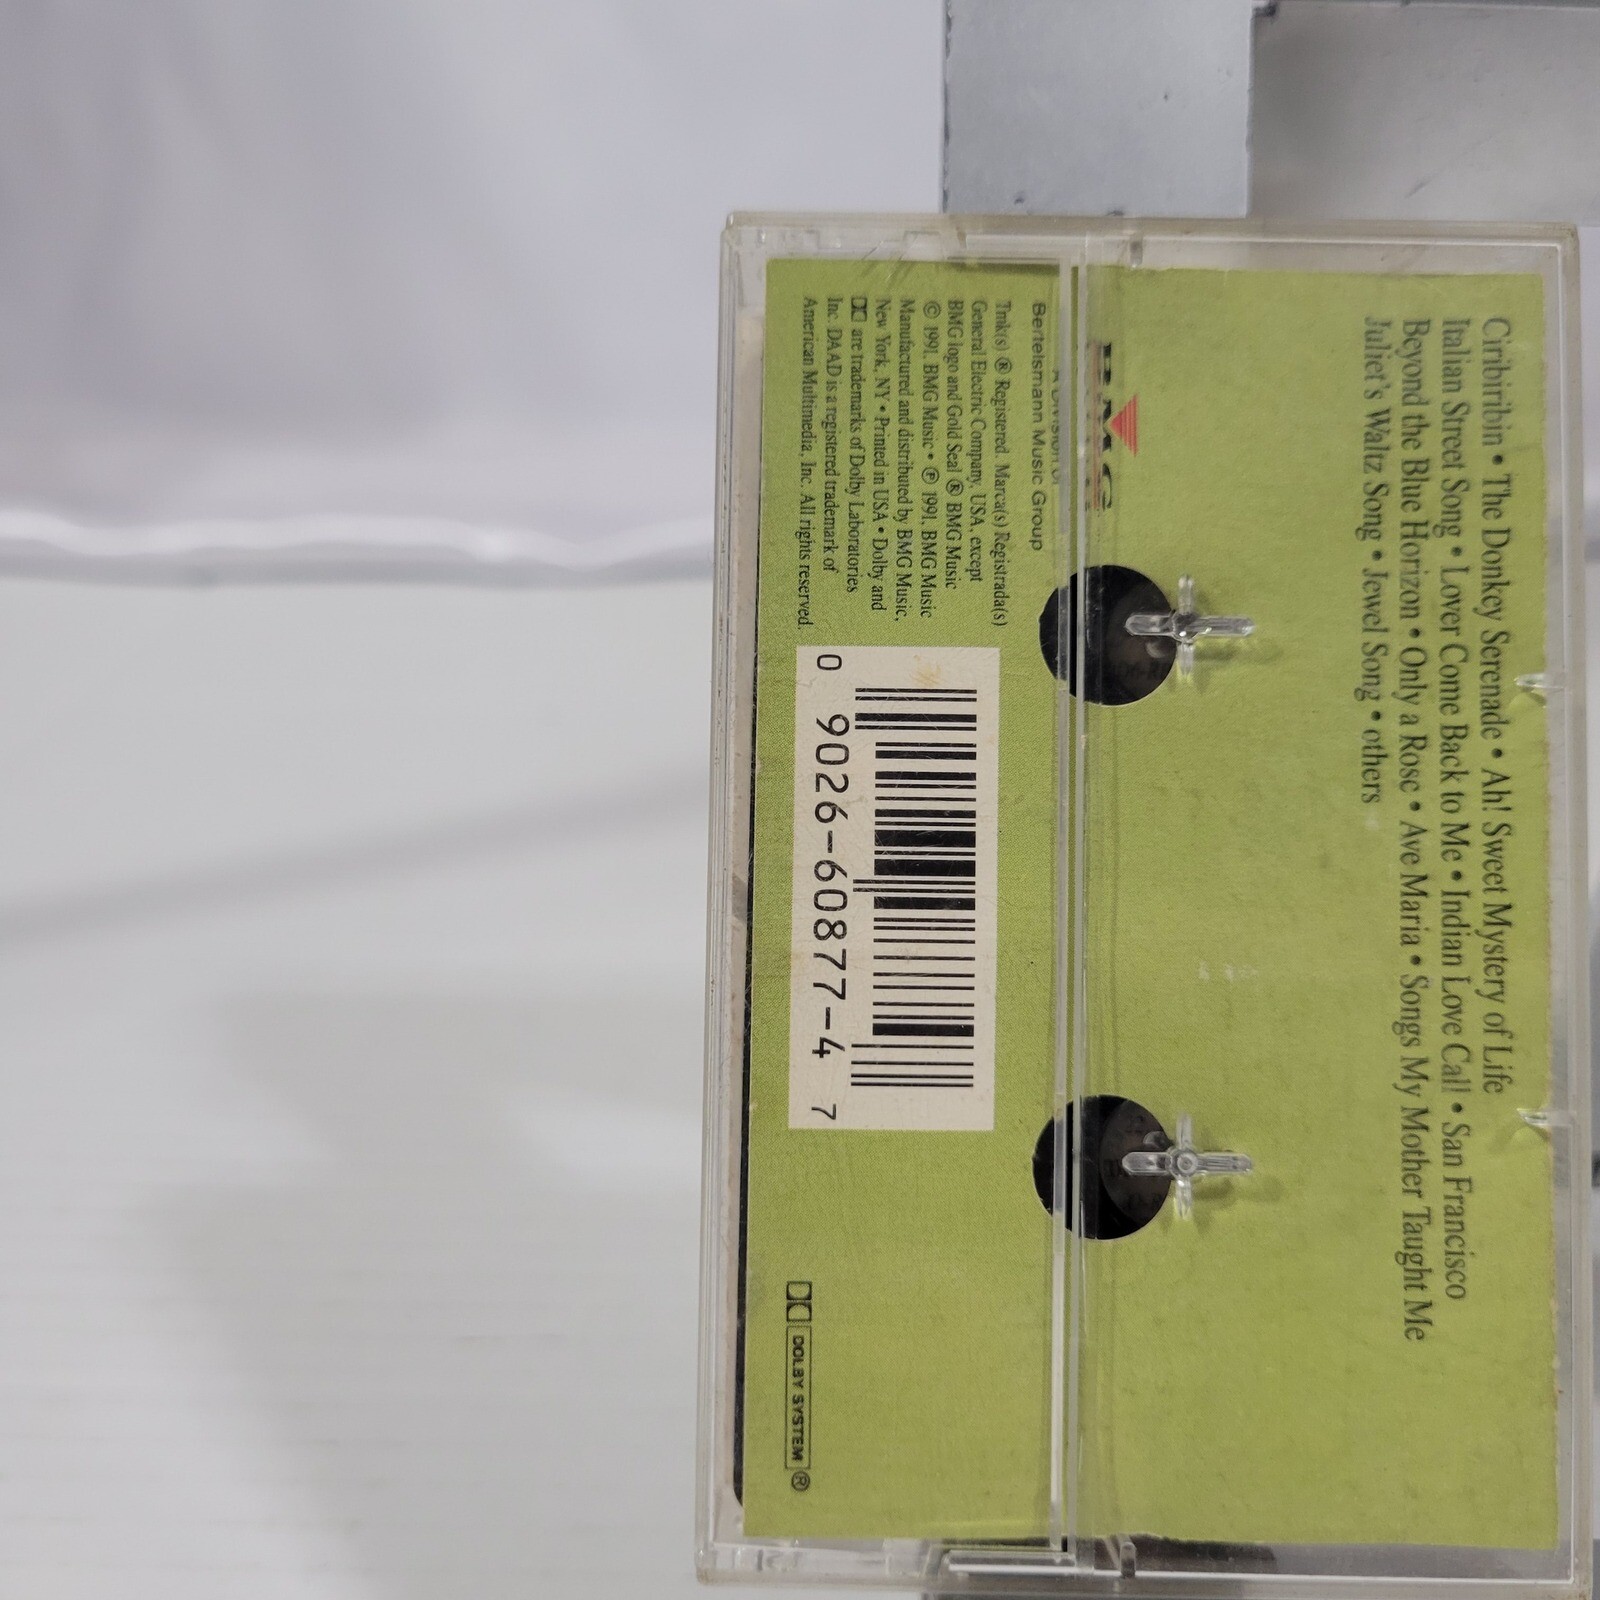 Ciribiribin • The Donkey Serenade • Ah! Sweet Mystery of Life
Italian Street Song • Lover Come Back to Me • Indian Love Call • San Francisco
Beyond the Blue Horizon • Only a Rose • Ave Maria • Songs My Mother Taught Me
Juliet's Waltz Song • Jewel Song • others
BMG
A Division of
Bertelsmann Music Group
Tmk(s) ® Registered. Marca(s) Registrada(s)
General Electric Company, USA, except
BMG logo and Gold Seal ® BMG Music
© 1991, BMG Music • ℗ 1991, BMG Music
Manufactured and distributed by BMG Music,
New York, NY • Printed in USA • Dolby and
are trademarks of Dolby Laboratories
Inc. DAAD is a registered trademark of
American Multimedia, Inc. All rights reserved.
0 9026-60877-4 7
DOLBY SYSTEM ®